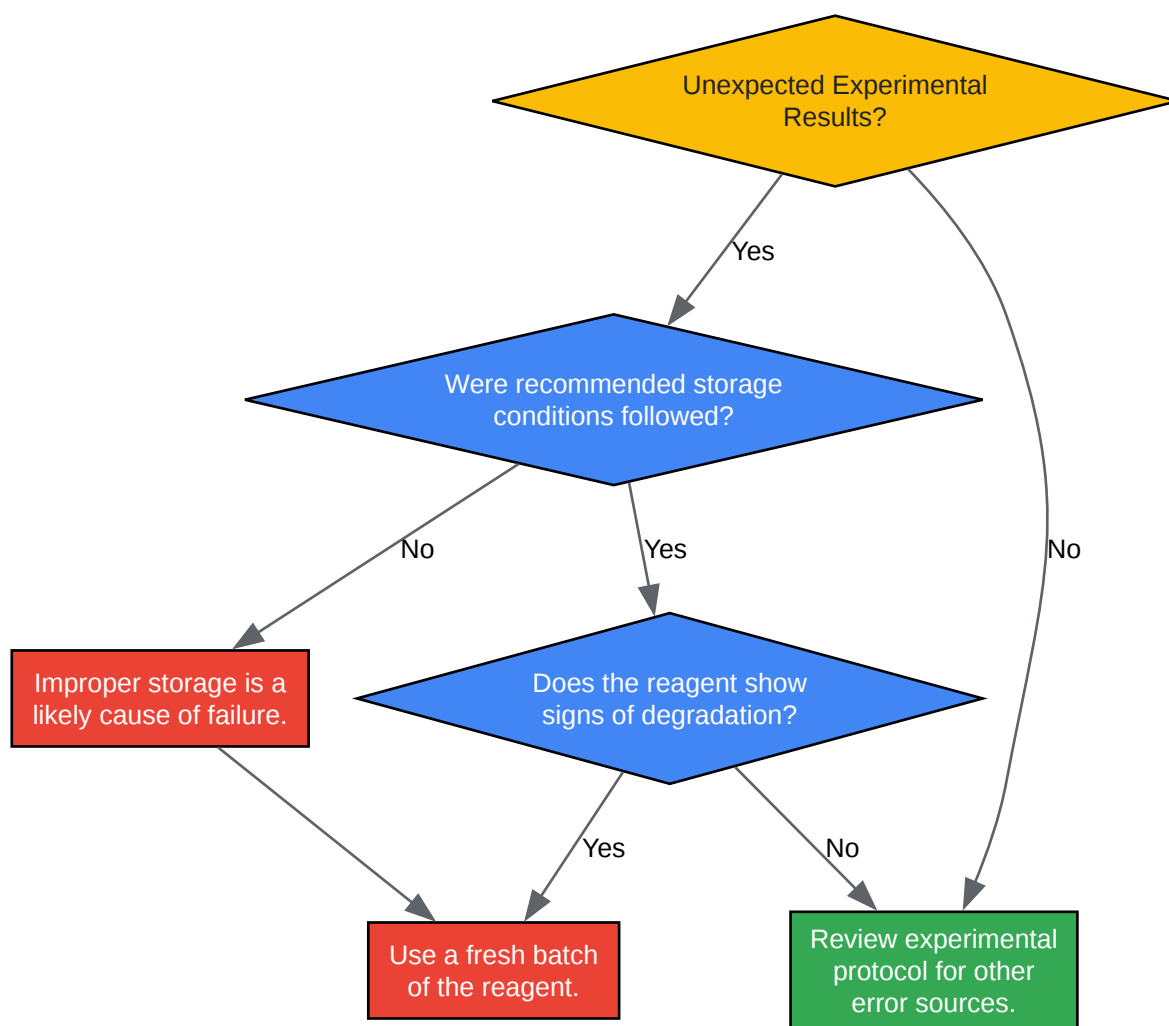 Unexpected Experimental
Results?
Yes
Were recommended storage
conditions followed?
No
Yes
No
Improper storage is a
likely cause of failure.
Does the reagent show
signs of degradation?
Yes
No
Use a fresh batch
of the reagent.
Review experimental
protocol for other
error sources.